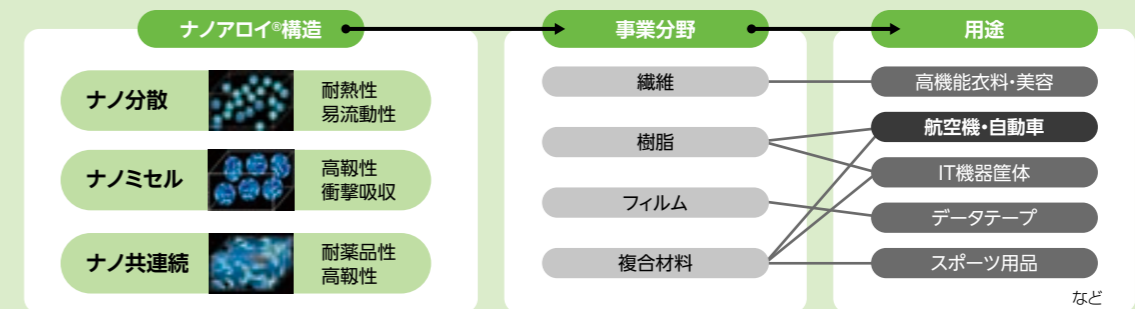 ナノアロイ®構造
事業分野
用途
ナノ分散
耐熱性
易流動性
ナノミセル
高靱性
衝撃吸収
ナノ共連続
耐薬品性
高靱性
繊維
樹脂
フィルム
複合材料
高機能衣料・美容
航空機・自動車
IT機器筐体
データテープ
スポーツ用品
など